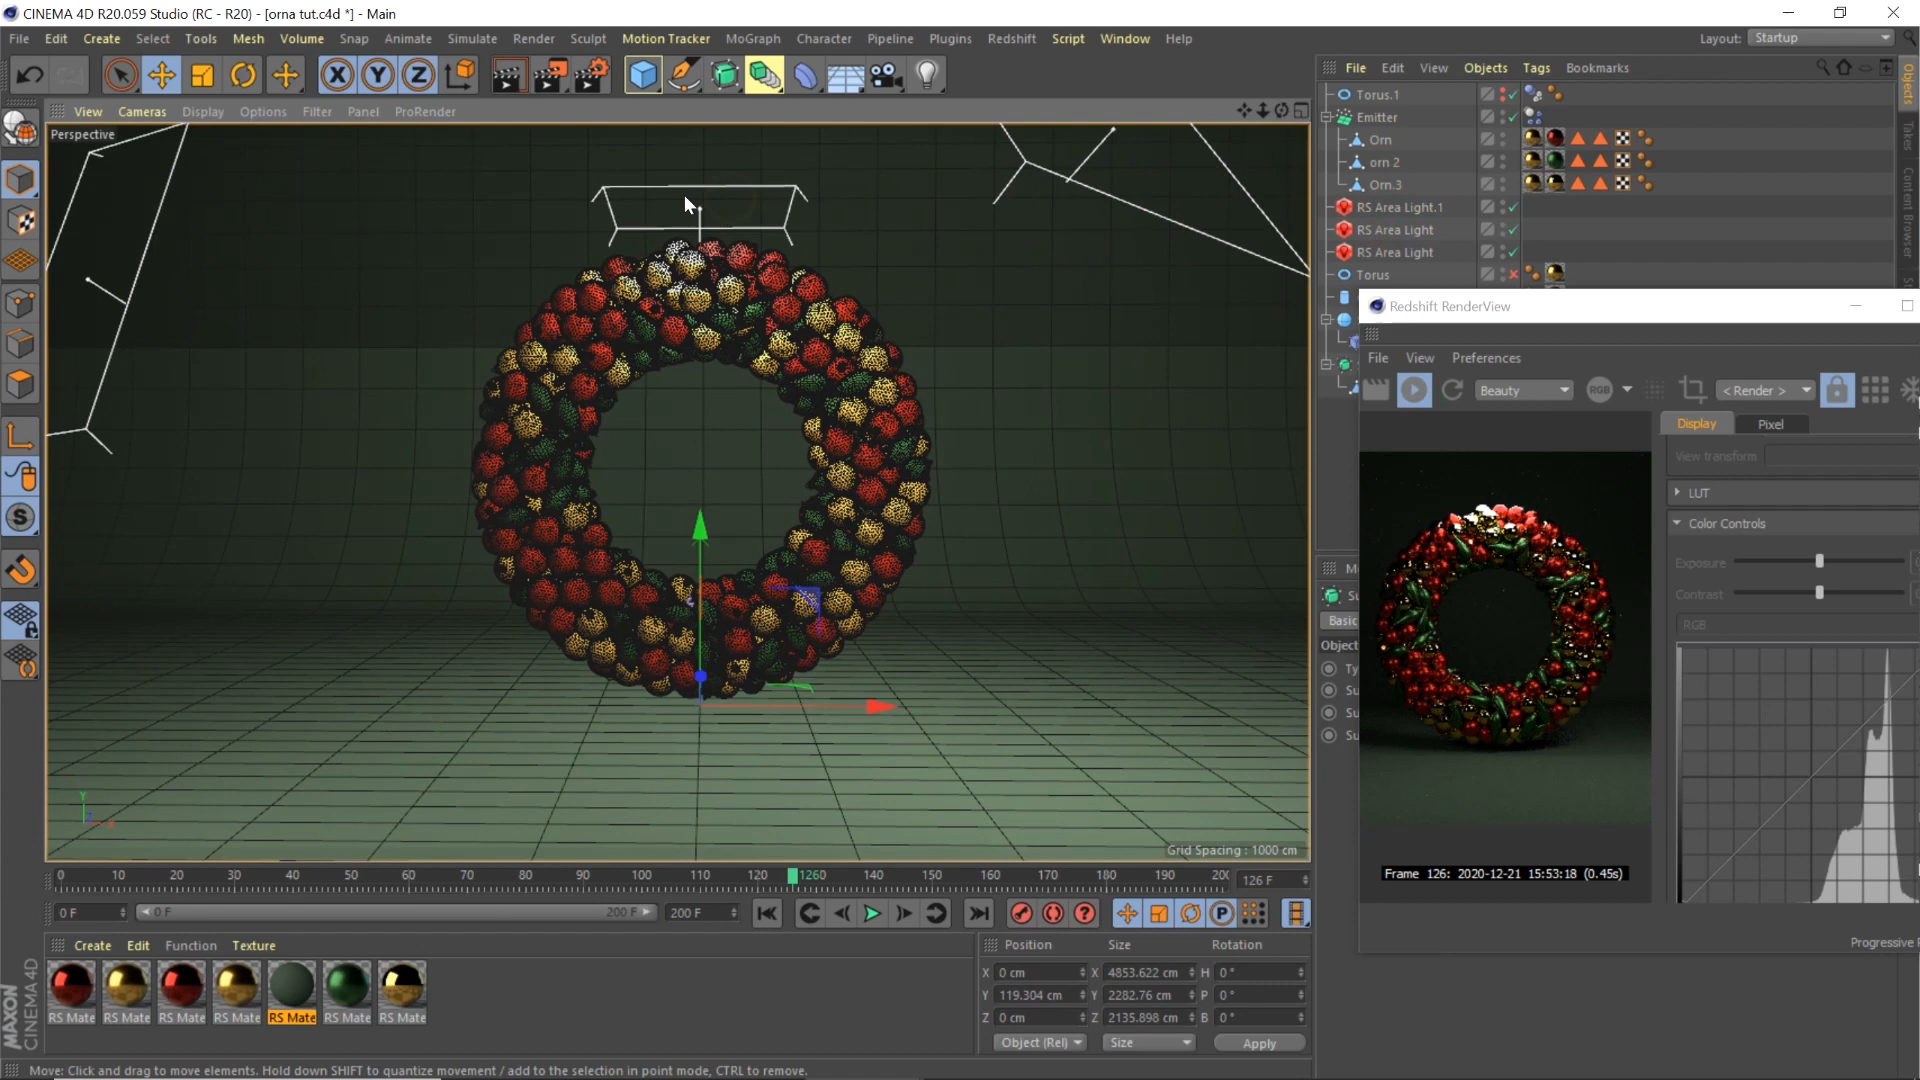 CINEMA 4D R20.059 Studio (RC - R20) - [orna tut.c4d *] - Main
File Edit Create Select Tools Mesh Volume Snap Animate Simulate Render Sculpt Motion Tracker MoGraph Character Pipeline Plugins Redshift Script Window Help
Layout: Startup
X Y Z
File Edit View Objects Tags Bookmarks
View Cameras Display Options Filter Panel ProRender
Perspective
Torus.1
Emitter
Orn
orn 2
Orn.3
RS Area Light.1
RS Area Light
RS Area Light
Torus
Objects
Takes
Content Browser
Redshift RenderView
File View Preferences
Beauty
RGB
< Render >
Display Pixel
View transform
LUT
Color Controls
Exposure
Contrast
RGB
Basic
Object
Frame 126: 2020-12-21 15:53:18 (0.45s)
Progressive
Grid Spacing : 1000 cm
0 10 20 30 40 50 60 70 80 90 100 110 120 1260 140 150 160 170 180 190 20
126 F
0 F
0 F
200 F
200 F
Create Edit Function Texture
RS Mate RS Mate RS Mate RS Mate RS Mate RS Mate RS Mate
Position Size Rotation
X 0 cm X 4853.622 cm H 0 °
Y 119.304 cm Y 2282.76 cm P 0 °
Z 0 cm Z 2135.898 cm B 0 °
Object (Rel) Size Apply
MAXON
CINEMA 4D
Move: Click and drag to move elements. Hold down SHIFT to quantize movement / add to the selection in point mode, CTRL to remove.